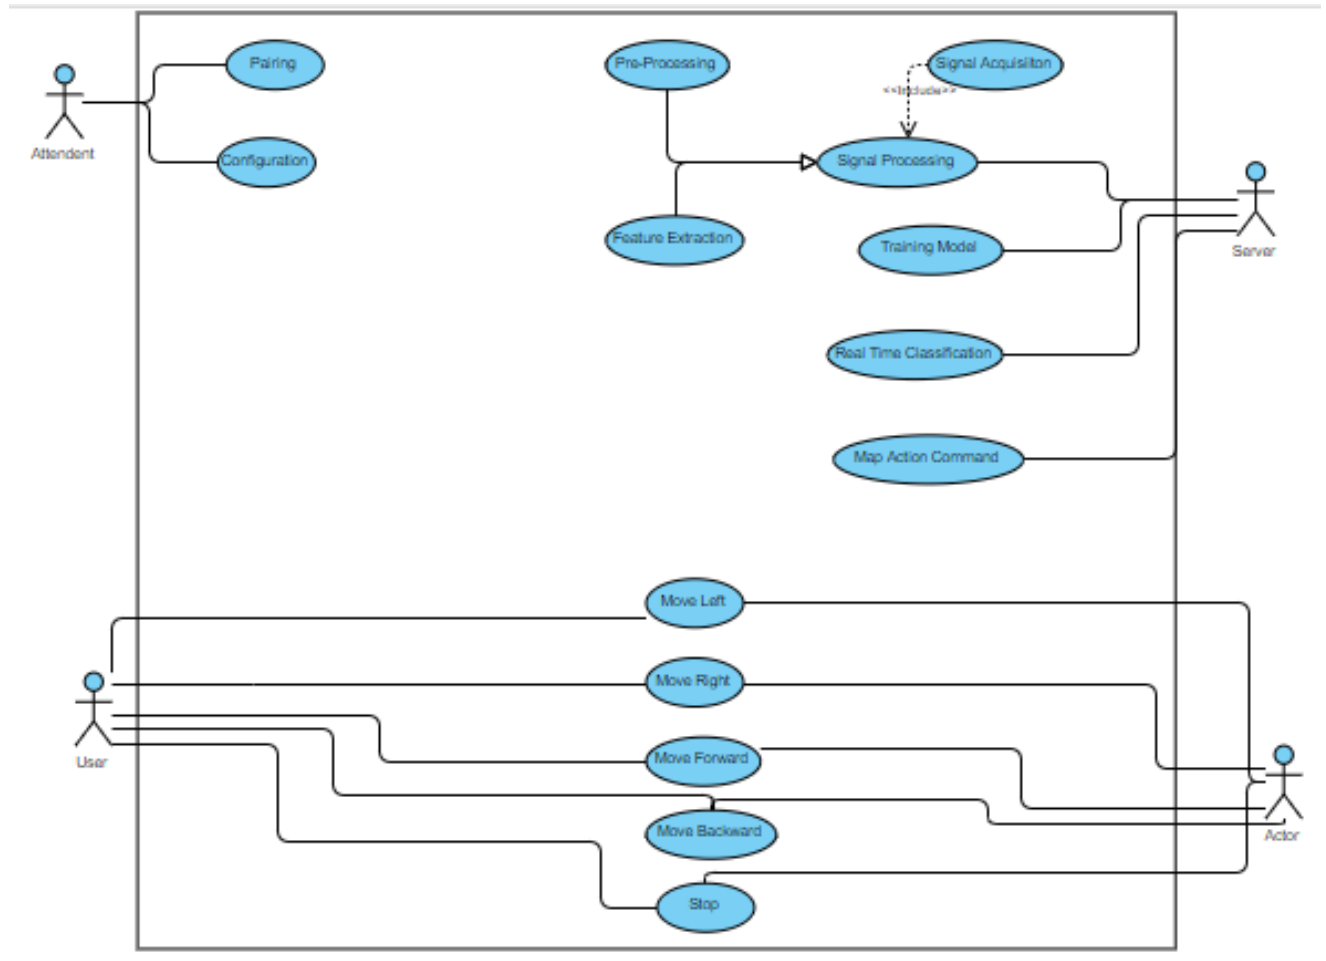 Pairing
Pre-Processing
Signal Acquisiiton
<<Include>>
Attendent
Configuration
Signal Processing
Feature Extraction
Training Model
Server
Real Time Classification
Map Action Command
Move Left
Move Right
User
Move Forward
Move Backward
Actor
Stop